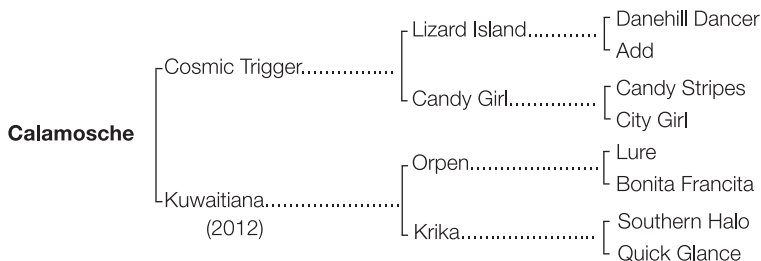 Danehill Dancer
Lizard Island
Add
Cosmic Trigger
Candy Stripes
Candy Girl
City Girl
Calamosche
Lure
Orpen
Bonita Francita
Kuwaitiana
(2012)
Southern Halo
Krika
Quick Glance